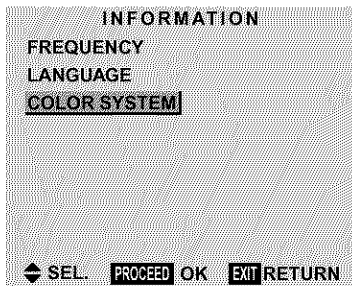 INFORMATION
FREQUENCY
LANGUAGE
COLOR SYSTEM
SEL. PROCEED OK EXIT RETURN